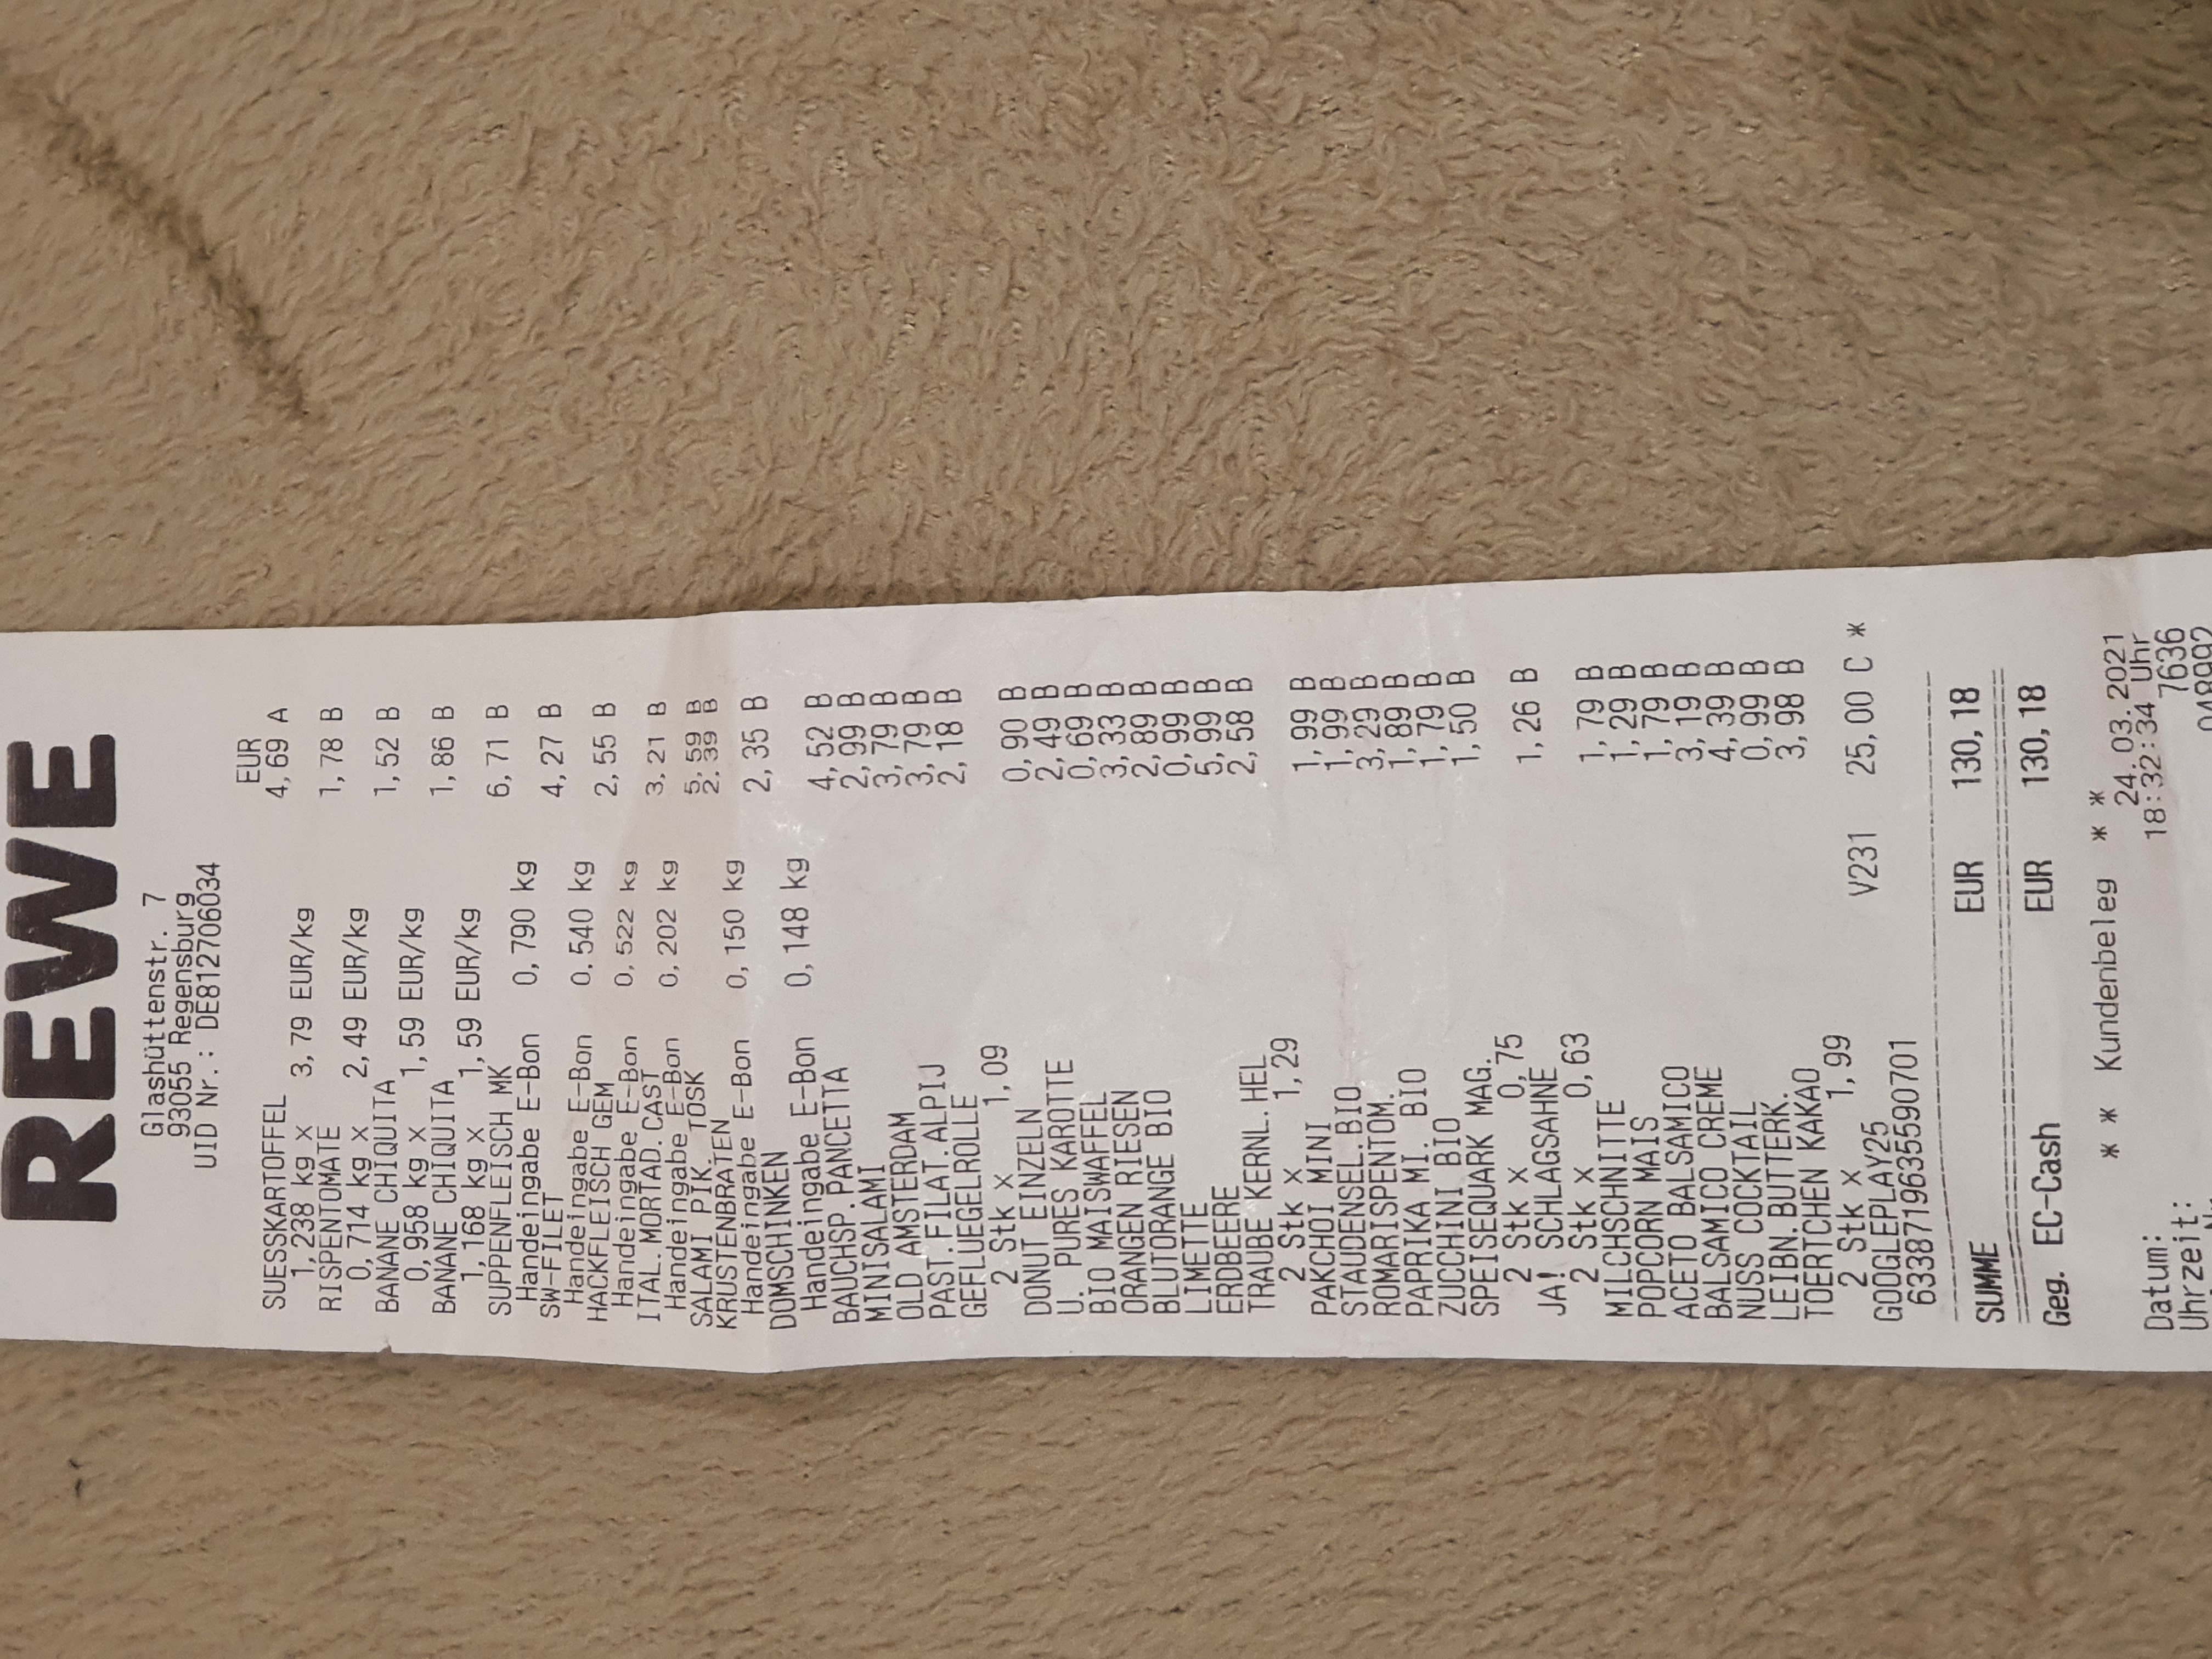 REWE
Glashüttenstr. 7
93055 Regensburg
UID Nr.: DE812706034
EUR
SUESSKARTOFFEL 4,69 A
1,238 kg x 3,79 EUR/kg
RISPENTOMATE 1,78 B
0,714 kg x 2,49 EUR/kg
BANANE CHIQUITA 1,52 B
0,958 kg x 1,59 EUR/kg
BANANE CHIQUITA 1,86 B
1,168 kg x 1,59 EUR/kg
SUPPENFLEISCH MK 6,71 B
Handeingabe E-Bon 0,790 kg
SW-FILET 4,27 B
Handeingabe E-Bon 0,540 kg
HACKFLEISCH GEM 2,55 B
Handeingabe E-Bon 0,522 kg
ITAL.MORTAD.CAST 3,21 B
Handeingabe E-Bon 0,202 kg
SALAMI PIK. TOSK 5,59 B
KRUSTENBRATEN 2,39 B
Handeingabe E-Bon 0,150 kg
DOMSCHINKEN 2,35 B
Handeingabe E-Bon 0,148 kg
BAUCHSP.PANCETTA 4,52 B
MINISALAMI 2,99 B
OLD AMSTERDAM 3,79 B
PAST.FILAT.ALPIJ 3,79 B
GEFLUEGELROLLE 2,18 B
2 Stk x 1,09
DONUT EINZELN 0,90 B
U. PURES KAROTTE 2,49 B
BIO MAISWAFFEL 0,69 B
ORANGEN RIESEN 3,33 B
BLUTORANGE BIO 2,89 B
LIMETTE 0,99 B
ERDBEERE 5,99 B
TRAUBE KERNL.HEL 2,58 B
2 Stk x 1,29
PAKCHOI MINI 1,99 B
STAUDENSEL.BIO 1,99 B
ROMARISPENTOM. 3,29 B
PAPRIKA MI. BIO 1,89 B
ZUCCHINI BIO 1,79 B
SPEISEQUARK MAG. 1,50 B
2 Stk x 0,75
JA! SCHLAGSAHNE 1,26 B
2 Stk x 0,63
MILCHSCHNITTE 1,79 B
POPCORN MAIS 1,29 B
ACETO BALSAMICO 1,79 B
BALSAMICO CREME 3,19 B
NUSS COCKTAIL 4,39 B
LEIBN.BUTTERK. 0,99 B
TOERTCHEN KAKAO 3,98 B
2 Stk x 1,99
GOOGLEPLAY25 V231 25,00 C *
6338719635590701
SUMME EUR 130,18
Geg. EC-Cash EUR 130,18
* * Kundenbeleg * *
Datum: 24.03.2021
Uhrzeit: 18:32:34 Uhr
7636
048992